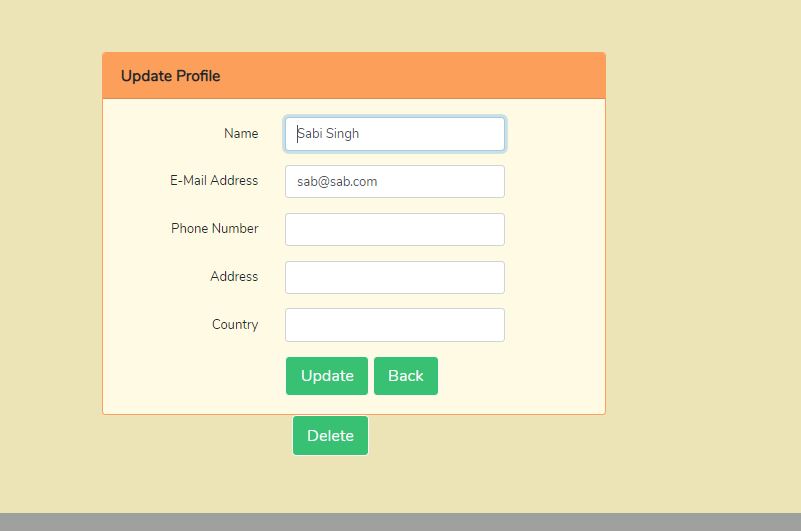 Update Profile
Name Sabi Singh
E-Mail Address sab@sab.com
Phone Number
Address
Country
Update Back
Delete